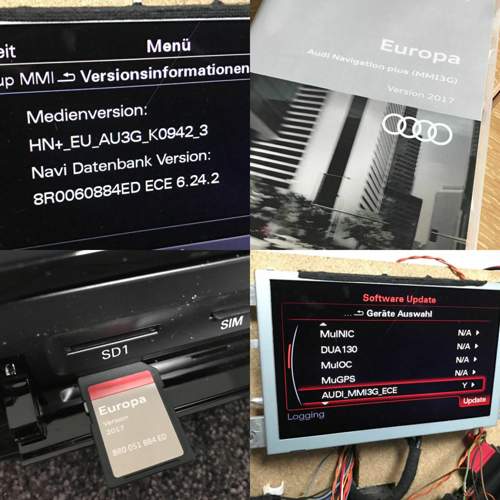 eit
Menü
up MMI
Versionsinformationen
Medienversion:
HN+_EU_AU3G_K0942_3
Navi Datenbank Version:
8R0060884ED ECE 6.24.2
Europa
Audi Navigation plus (MMI3G)
Version 2017
SD1
SIM
Europa
Version
2017
8R0 051 884 ED
Software Update
... Geräte Auswahl
MulNIC N/A
DUA130 N/A
MulOC N/A
MuGPS N/A
AUDI_MMI3G_ECE Y
Update
Logging